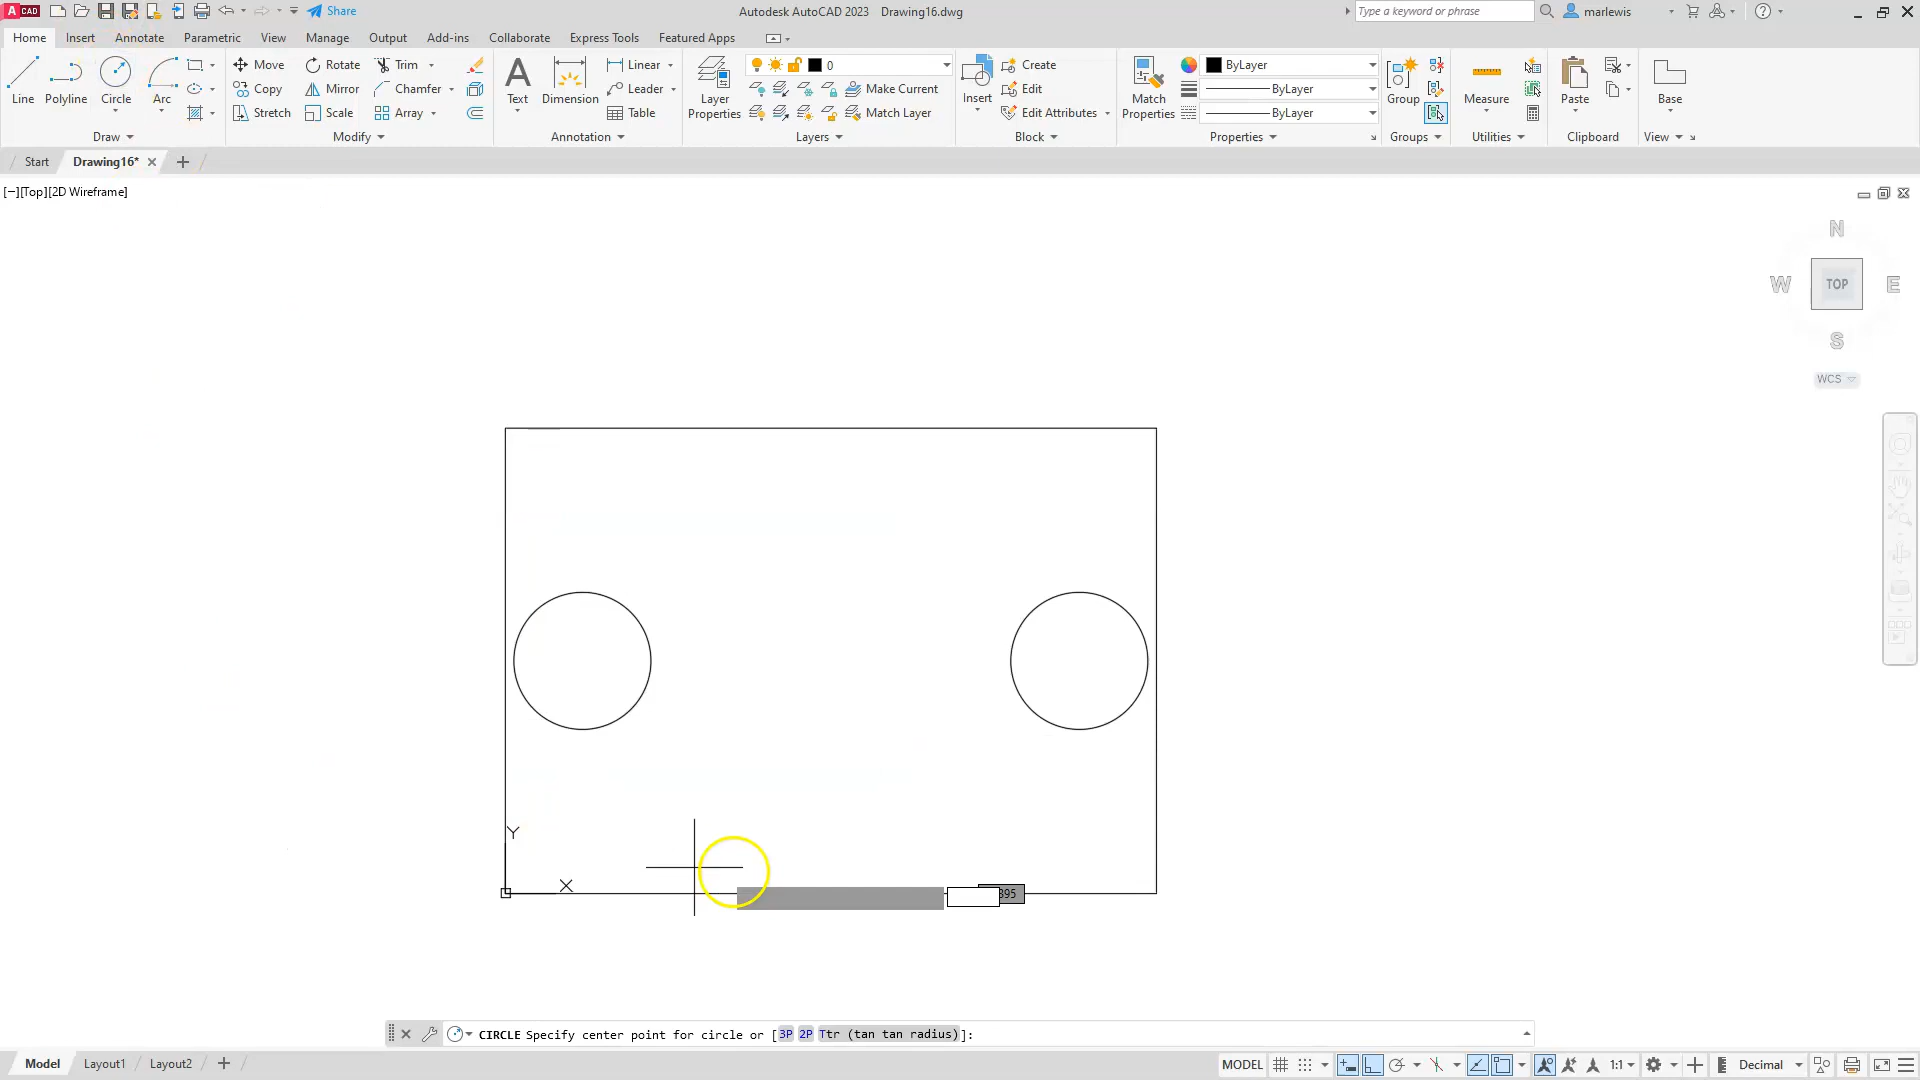 A CAD Share Autodesk AutoCAD 2023 Drawing16.dwg Type a keyword or phrase marlewis
Home Insert Annotate Parametric View Manage Output Add-ins Collaborate Express Tools Featured Apps
Line Polyline Circle Arc
Move Rotate Trim
Copy Mirror Chamfer
Stretch Scale Array
Text Dimension
Linear
Leader
Table
Layer Properties
0
Make Current
Match Layer
Insert
Create
Edit
Edit Attributes
Match Properties
ByLayer
ByLayer
ByLayer
Group
Measure
Paste
Base
Draw Modify Annotation Layers Block Properties Groups Utilities Clipboard View
Start Drawing16*
[−][Top][2D Wireframe]
N
W TOP E
S
WCS
Y
X
895
CIRCLE Specify center point for circle or [3P 2P Ttr (tan tan radius)]:
Model Layout1 Layout2 MODEL 1:1 Decimal